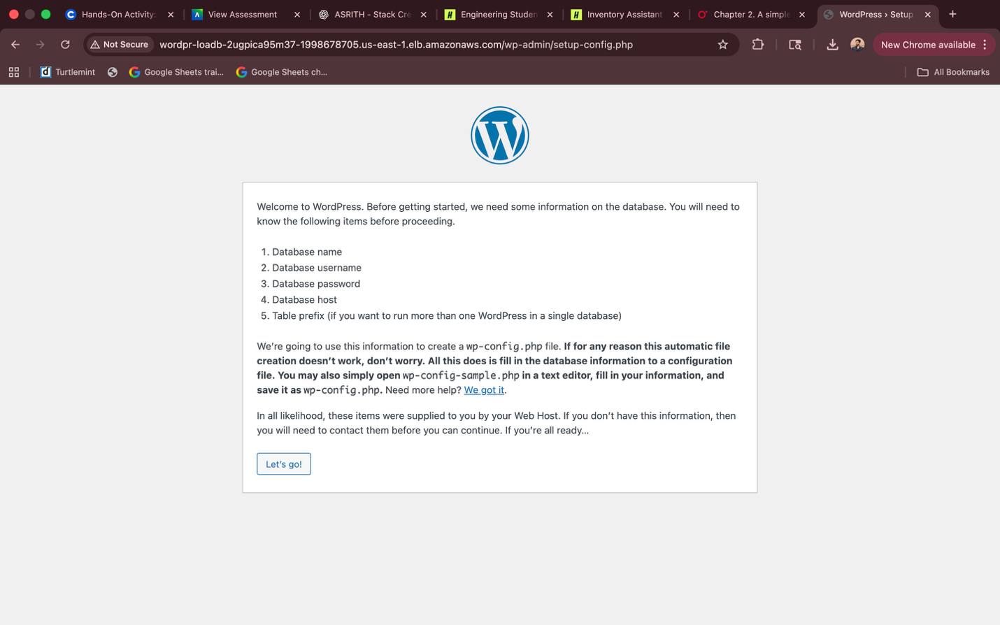 Hands-On Activity:
View Assessment
ASRITH - Stack Cre
Engineering Studen
Inventory Assistant
Chapter 2. A simple
WordPress › Setup
Not Secure
wordpr-loadb-2ugpica95m37-1998678705.us-east-1.elb.amazonaws.com/wp-admin/setup-config.php
New Chrome available
Turtlemint
Google Sheets trai...
Google Sheets ch...
All Bookmarks
Welcome to WordPress. Before getting started, we need some information on the database. You will need to
know the following items before proceeding.
1. Database name
2. Database username
3. Database password
4. Database host
5. Table prefix (if you want to run more than one WordPress in a single database)
We’re going to use this information to create a wp-config.php file. If for any reason this automatic file
creation doesn’t work, don’t worry. All this does is fill in the database information to a configuration
file. You may also simply open wp-config-sample.php in a text editor, fill in your information, and
save it as wp-config.php. Need more help? We got it.
In all likelihood, these items were supplied to you by your Web Host. If you don’t have this information, then
you will need to contact them before you can continue. If you’re all ready…
Let’s go!